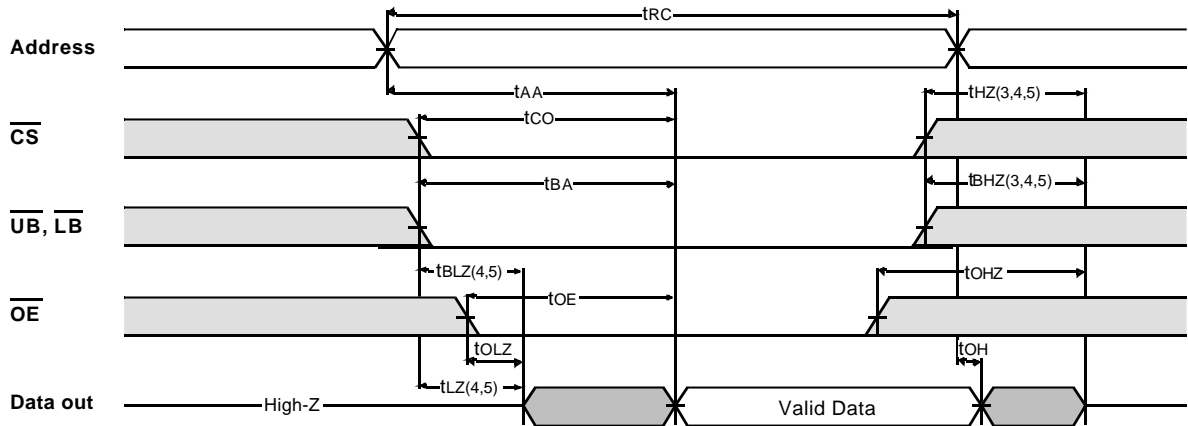 tRC
Address
tAA
tHZ(3,4,5)
tCO
CS
tBA
tBHZ(3,4,5)
UB, LB
tBLZ(4,5)
tOHZ
tOE
OE
tOLZ
tOH
tLZ(4,5)
Data out
High-Z
Valid Data